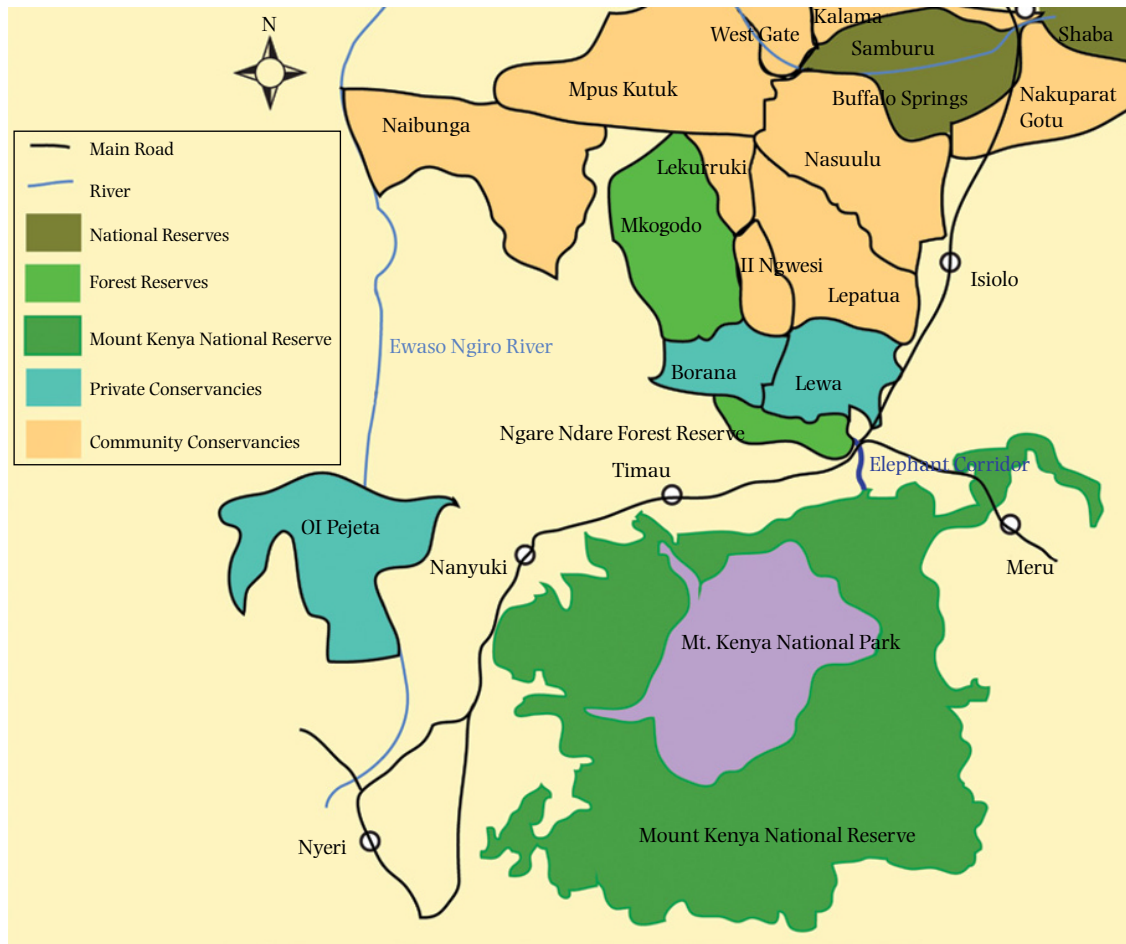 N
Kalama
West Gate
Samburu
Shaba
Mpus Kutuk
Buffalo Springs
Nakuparat
Gotu
Naibunga
Main Road
River
National Reserves
Forest Reserves
Mount Kenya National Reserve
Private Conservancies
Community Conservancies
Lekurruki
Nasuulu
Mkogodo
II Ngwesi
Lepatua
Isiolo
Ewaso Ngiro River
Borana
Lewa
Ngare Ndare Forest Reserve
Timau
Elephant Corridor
OI Pejeta
Nanyuki
Meru
Mt. Kenya National Park
Mount Kenya National Reserve
Nyeri